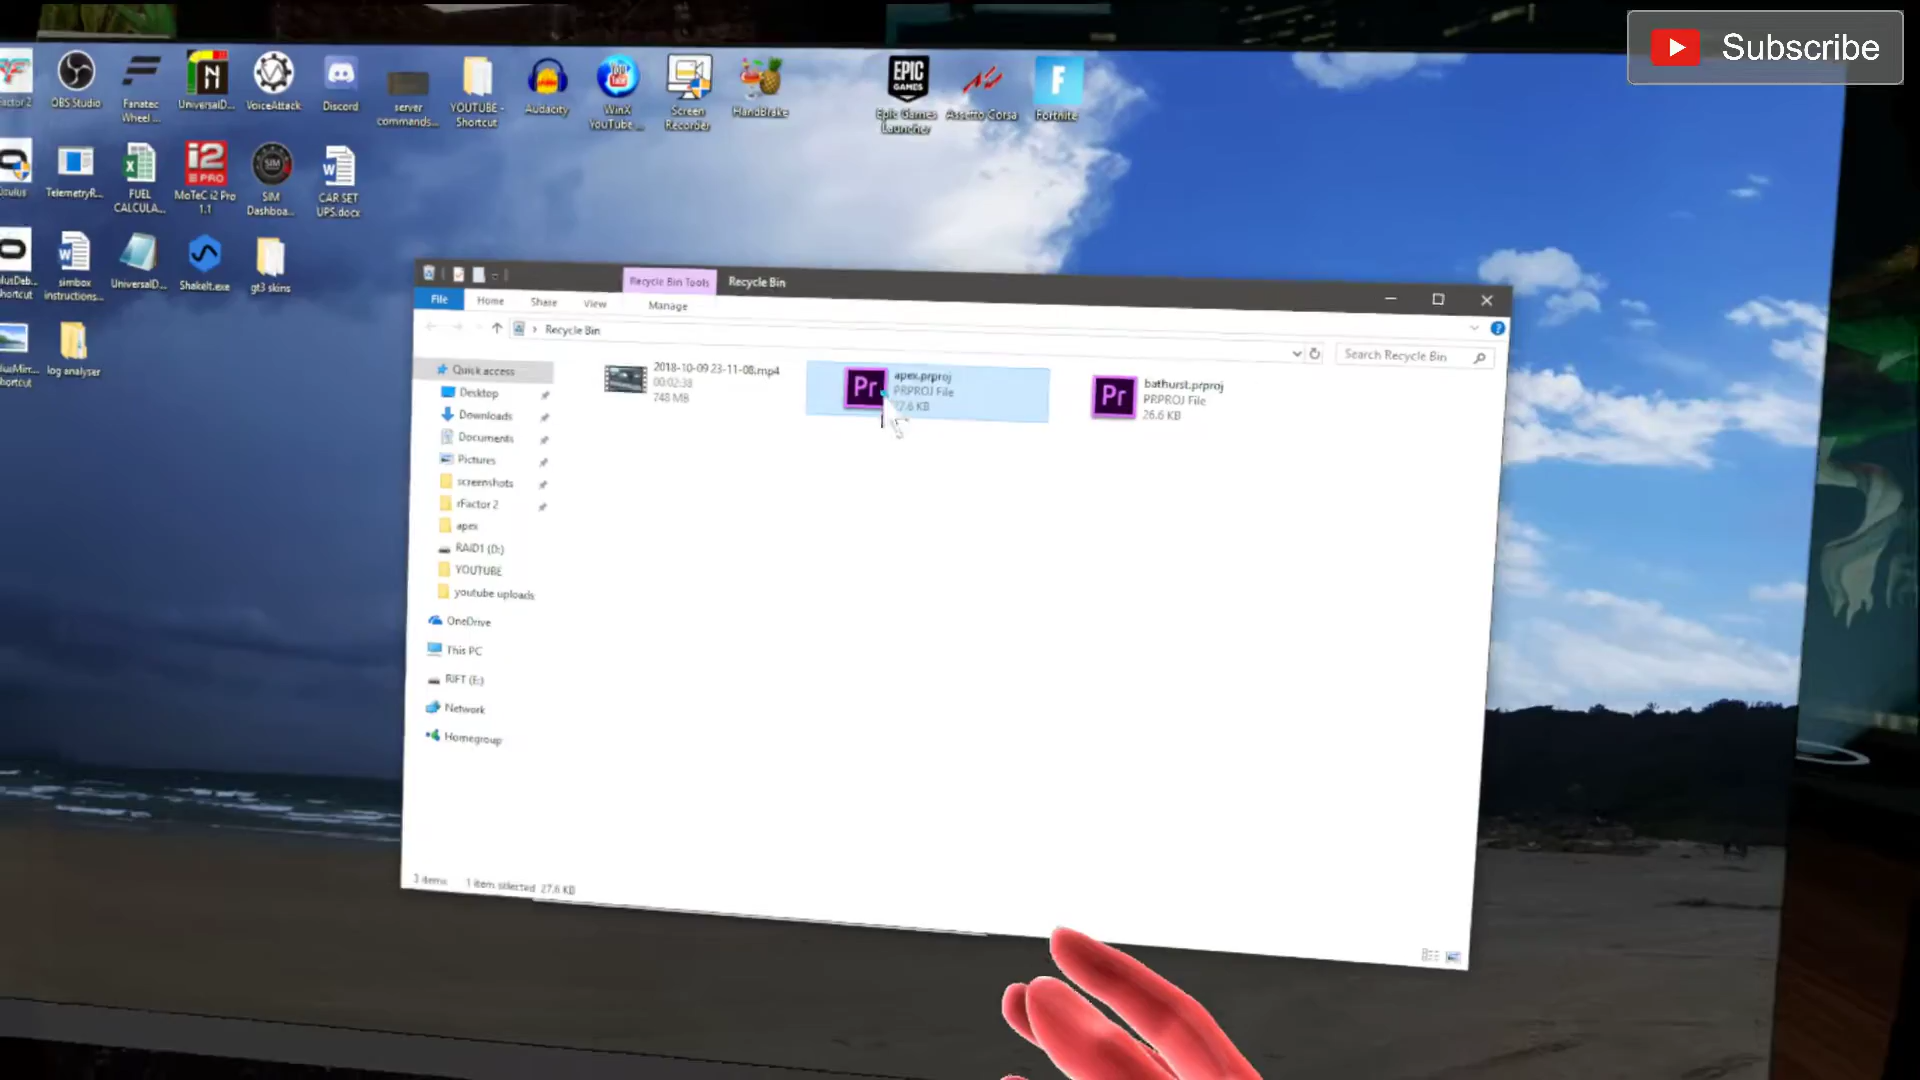 Subscribe
OBS Studio
Fanatec
Wheel ...
UniversalD...
VoiceAttack
Discord
server
commands...
YOUTUBE -
Shortcut
Audacity
WinX
YouTube ...
Screen
Recorder
HandBrake
EPIC
GAMES
Epic Games
Launcher
Assetto Corsa
Fortnite
TelemetryR...
FUEL
CALCULA...
i2
PRO
MoTeC i2 Pro
1.1
SIM
SIM
Dashboa...
CAR SET
UPS.docx
simbox
instructions...
UniversalD...
ShakeIt.exe
gt3 skins
log analyser
Recycle Bin Tools
Recycle Bin
File
Home
Share
View
Manage
Recycle Bin
Search Recycle Bin
Quick access
Desktop
Downloads
Documents
Pictures
screenshots
rFactor 2
apex
RAID1 (D:)
YOUTUBE
youtube uploads
OneDrive
This PC
RIFT (E:)
Network
Homegroup
2018-10-09 23-11-08.mp4
00:02:38
748 MB
Pr
apex.prproj
PRPROJ File
27.6 KB
Pr
bathurst.prproj
PRPROJ File
26.6 KB
3 items
1 item selected 27.6 KB